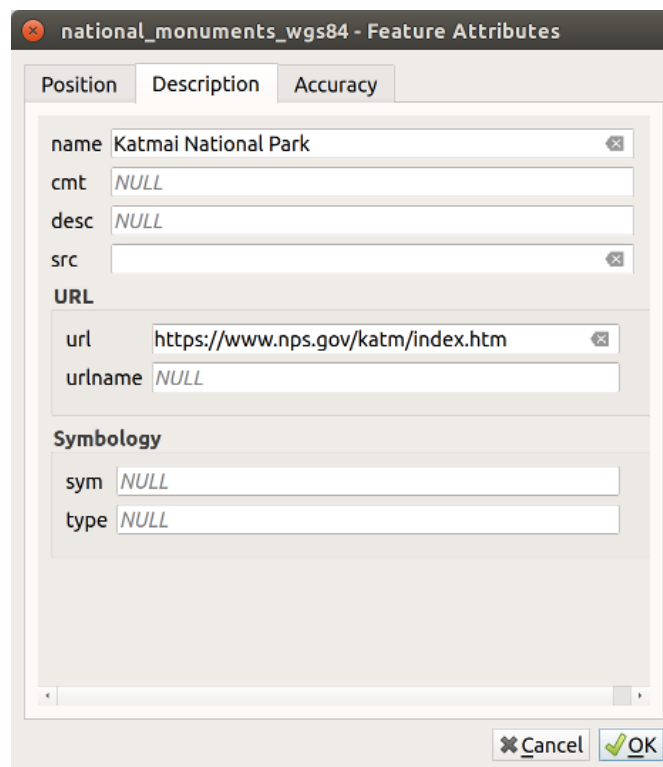 national_monuments_wgs84 - Feature Attributes
Position Description Accuracy
name Katmai National Park
cmt NULL
desc NULL
src
URL
url https://www.nps.gov/katm/index.htm
urlname NULL
Symbology
sym NULL
type NULL
Cancel OK